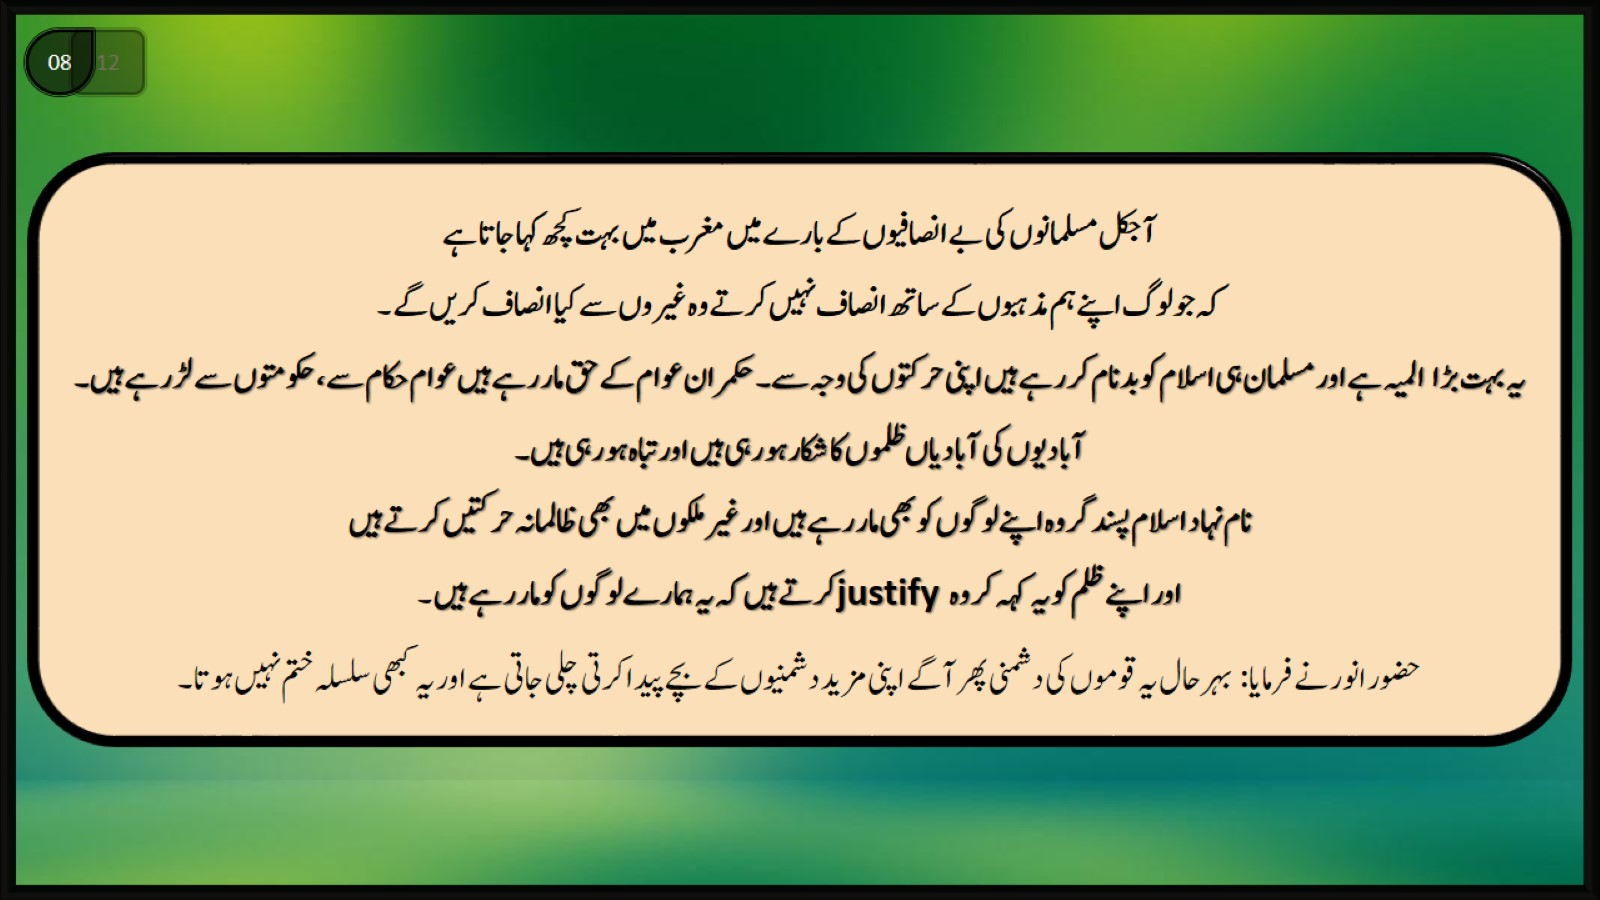 08 12
آجکل مسلمانوں کی بے انصافیوں کے بارے میں مغرب میں بہت کچھ کہا جاتا ہے
کہ جو لوگ اپنے ہم مذہبوں کے ساتھ انصاف نہیں کرتے وہ غیروں سے کیا انصاف کریں گے۔
یہ بہت بڑا المیہ ہے اور مسلمان ہی اسلام کو بدنام کر رہے ہیں اپنی حرکتوں کی وجہ سے۔ حکمران عوام کے حق مار رہے ہیں عوام حکام سے، حکومتوں سے لڑ رہے ہیں۔
آبادیوں کی آبادیاں ظلموں کا شکار ہو رہی ہیں اور تباہ ہو رہی ہیں۔
نام نہاد اسلام پسند گروہ اپنے لوگوں کو بھی مار رہے ہیں اور غیر ملکوں میں بھی ظالمانہ حرکتیں کرتے ہیں
اور اپنے ظلم کو یہ کہہ کر وہ justify کرتے ہیں کہ یہ ہمارے لوگوں کو مار رہے ہیں۔
حضور انور نے فرمایا: بہر حال یہ قوموں کی دشمنی پھر آگے اپنی مزید دشمنیوں کے بچے پیدا کرتی چلی جاتی ہے اور یہ کبھی سلسلہ ختم نہیں ہوتا۔